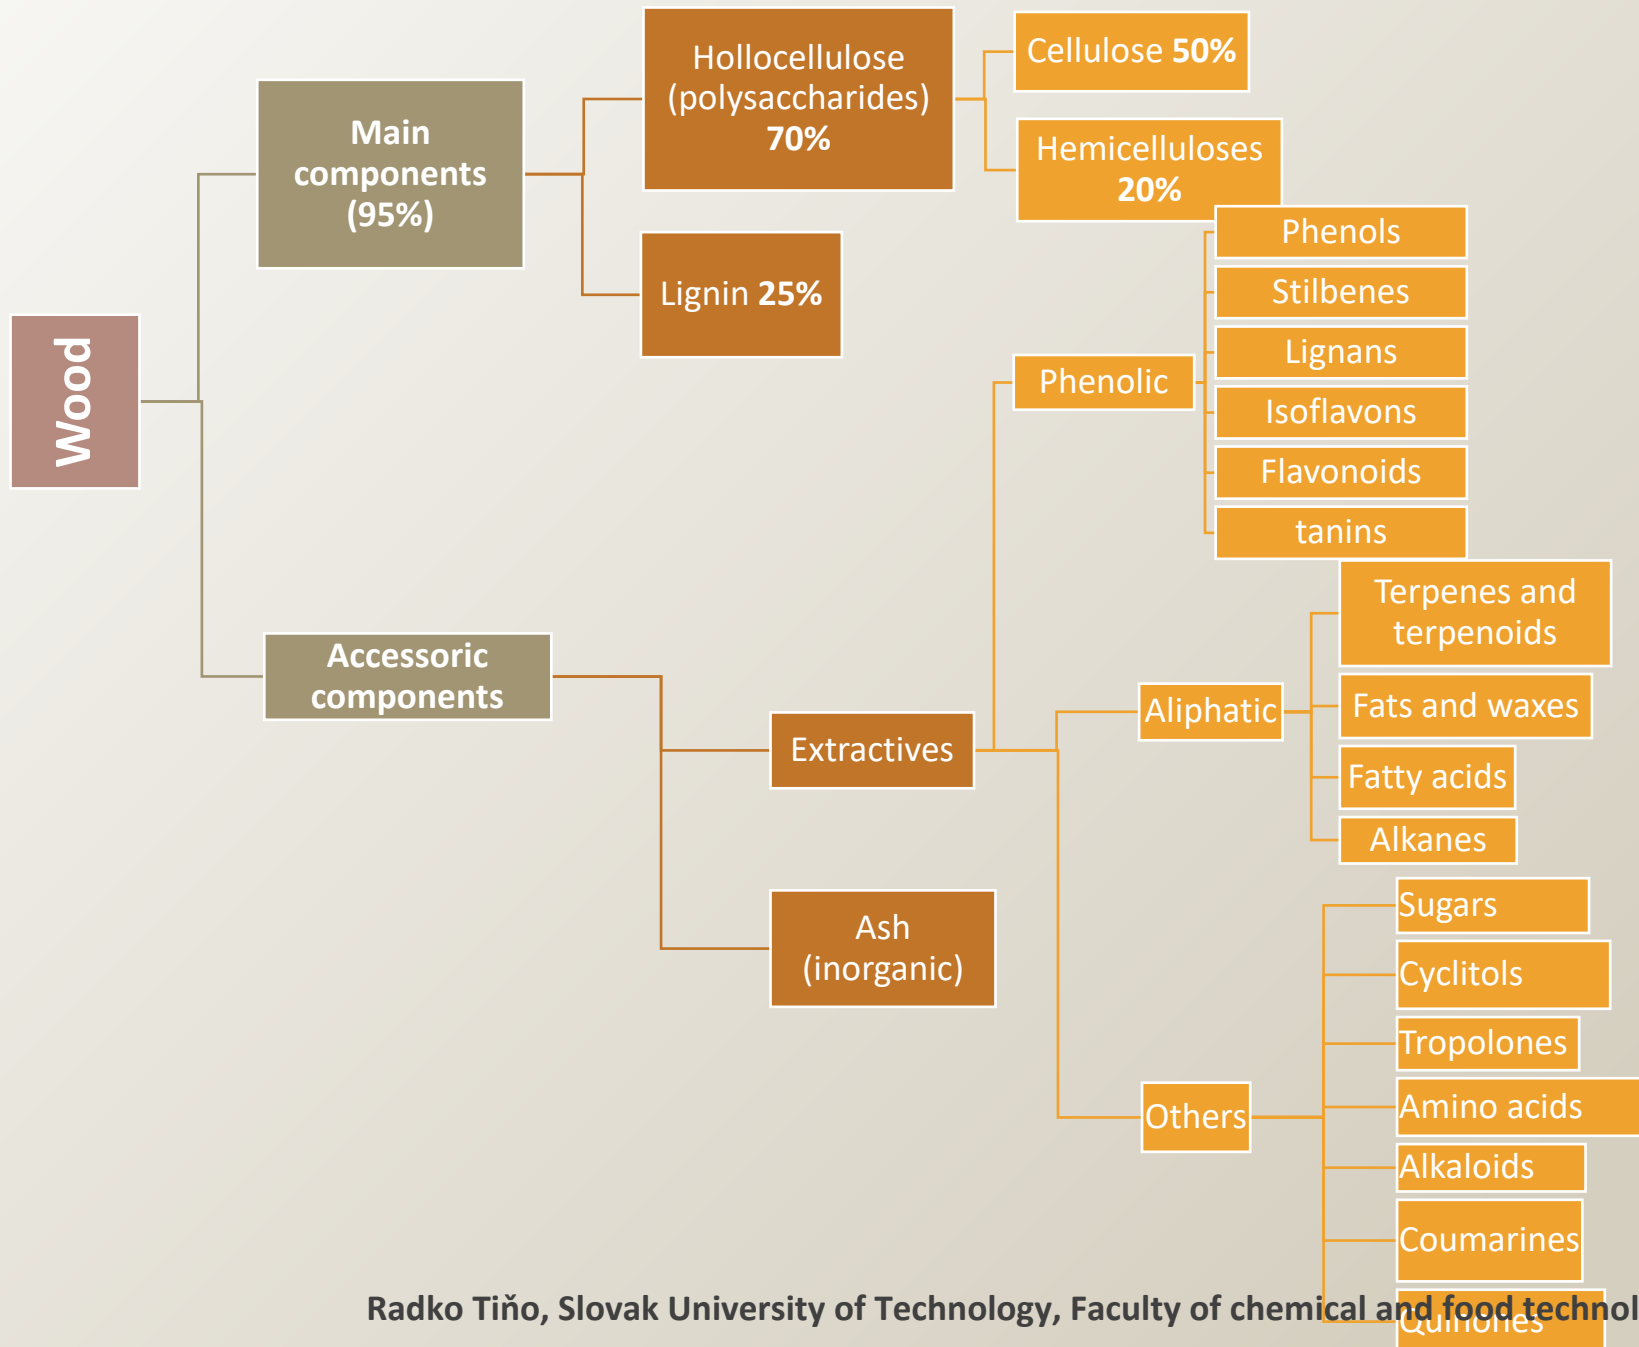 Wood
Main
components
(95%)
Hollocellulose
(polysaccharides)
70%
Cellulose 50%
Hemicelluloses
20%
Lignin 25%
Accessoric
components
Extractives
Phenolic
Phenols
Stilbenes
Lignans
Isoflavons
Flavonoids
tanins
Aliphatic
Terpenes and
terpenoids
Fats and waxes
Fatty acids
Alkanes
Others
Sugars
Cyclitols
Tropolones
Amino acids
Alkaloids
Coumarines
Quinones
Ash
(inorganic)
Radko Tiňo, Slovak University of Technology, Faculty of chemical and food technol